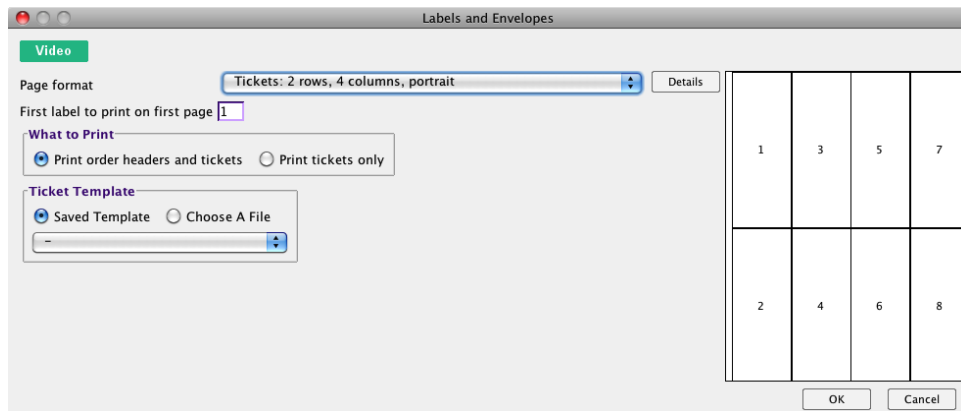 Labels and Envelopes
Video
Page format Tickets: 2 rows, 4 columns, portrait Details
First label to print on first page 1
What to Print
Print order headers and tickets Print tickets only
Ticket Template
Saved Template Choose A File
-
1 3 5 7
2 4 6 8
OK Cancel